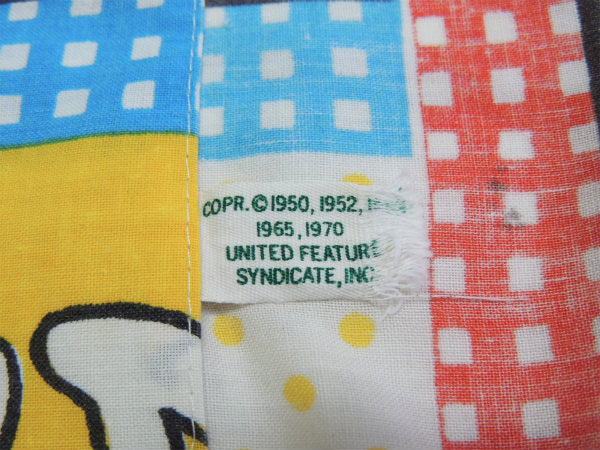 COPR. © 1950, 1952,
1965, 1970
UNITED FEATURE
SYNDICATE, INC